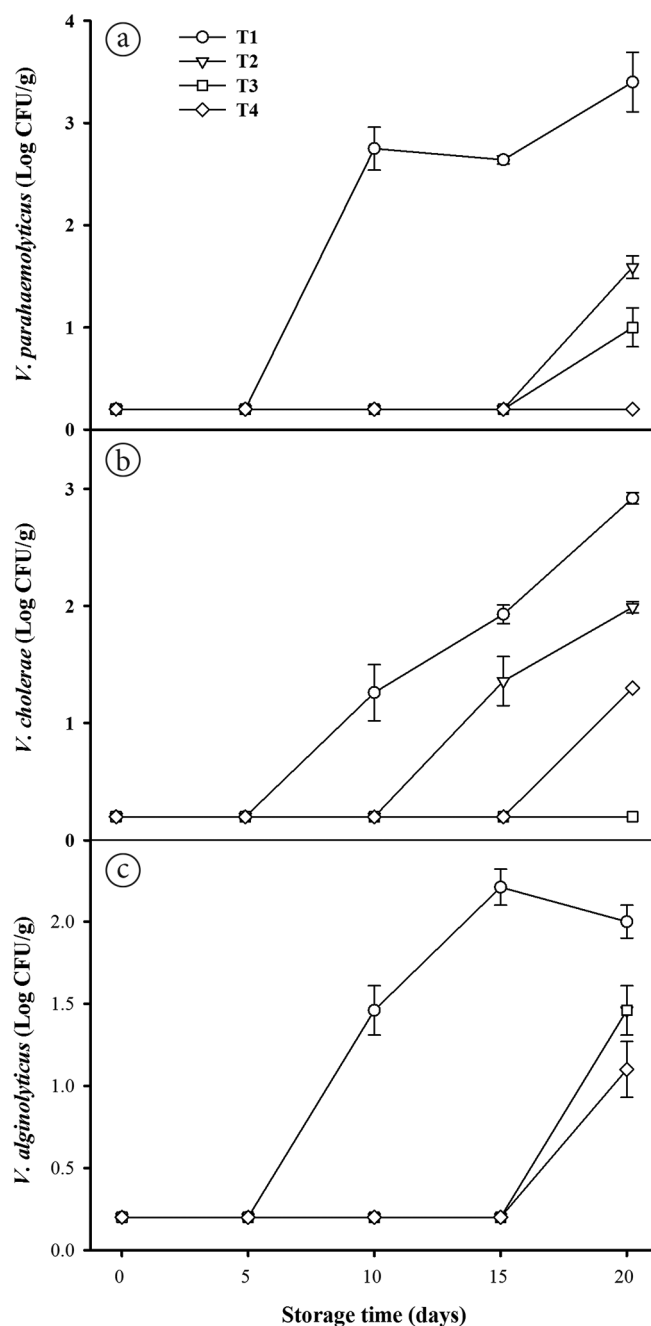 a
T1
T2
T3
T4
4
3
2
1
0
V. parahaemolyticus (Log CFU/g)
b
3
2
1
0
V. cholerae (Log CFU/g)
c
2.0
1.5
1.0
0.5
0.0
V. alginolyticus (Log CFU/g)
0 5 10 15 20
Storage time (days)